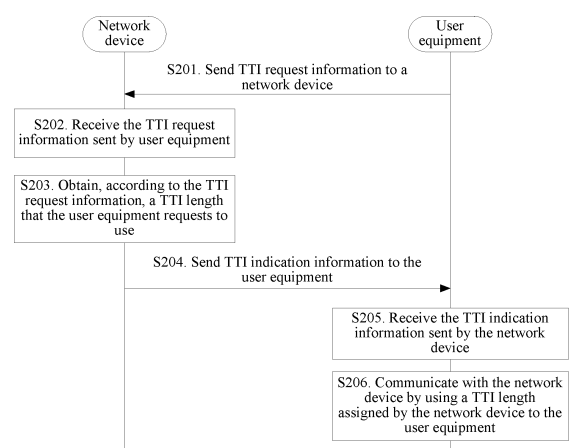 Network
device
User
equipment
S201. Send TTI request information to a
network device
S202. Receive the TTI request
information sent by user equipment
S203. Obtain, according to the TTI
request information, a TTI length
that the user equipment requests to
use
S204. Send TTI indication information to the
user equipment
S205. Receive the TTI indication
information sent by the network
device
S206. Communicate with the network
device by using a TTI length
assigned by the network device to the
user equipment